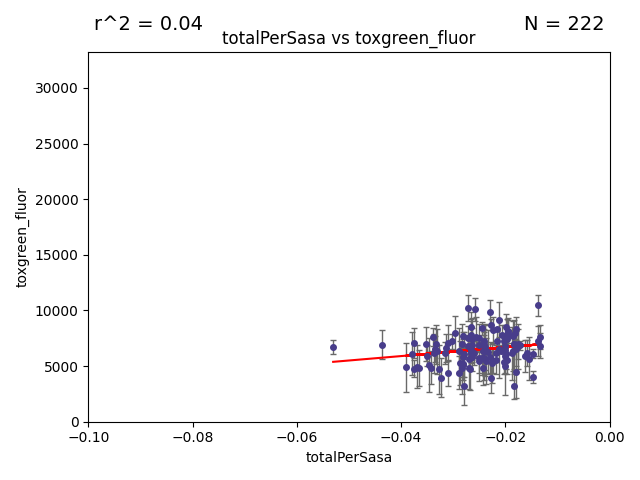 r^2 = 0.04
N = 222
totalPerSasa vs toxgreen_fluor
30000
25000
20000
15000
10000
5000
0
toxgreen_fluor
−0.10 −0.08 −0.06 −0.04 −0.02 0.00
totalPerSasa